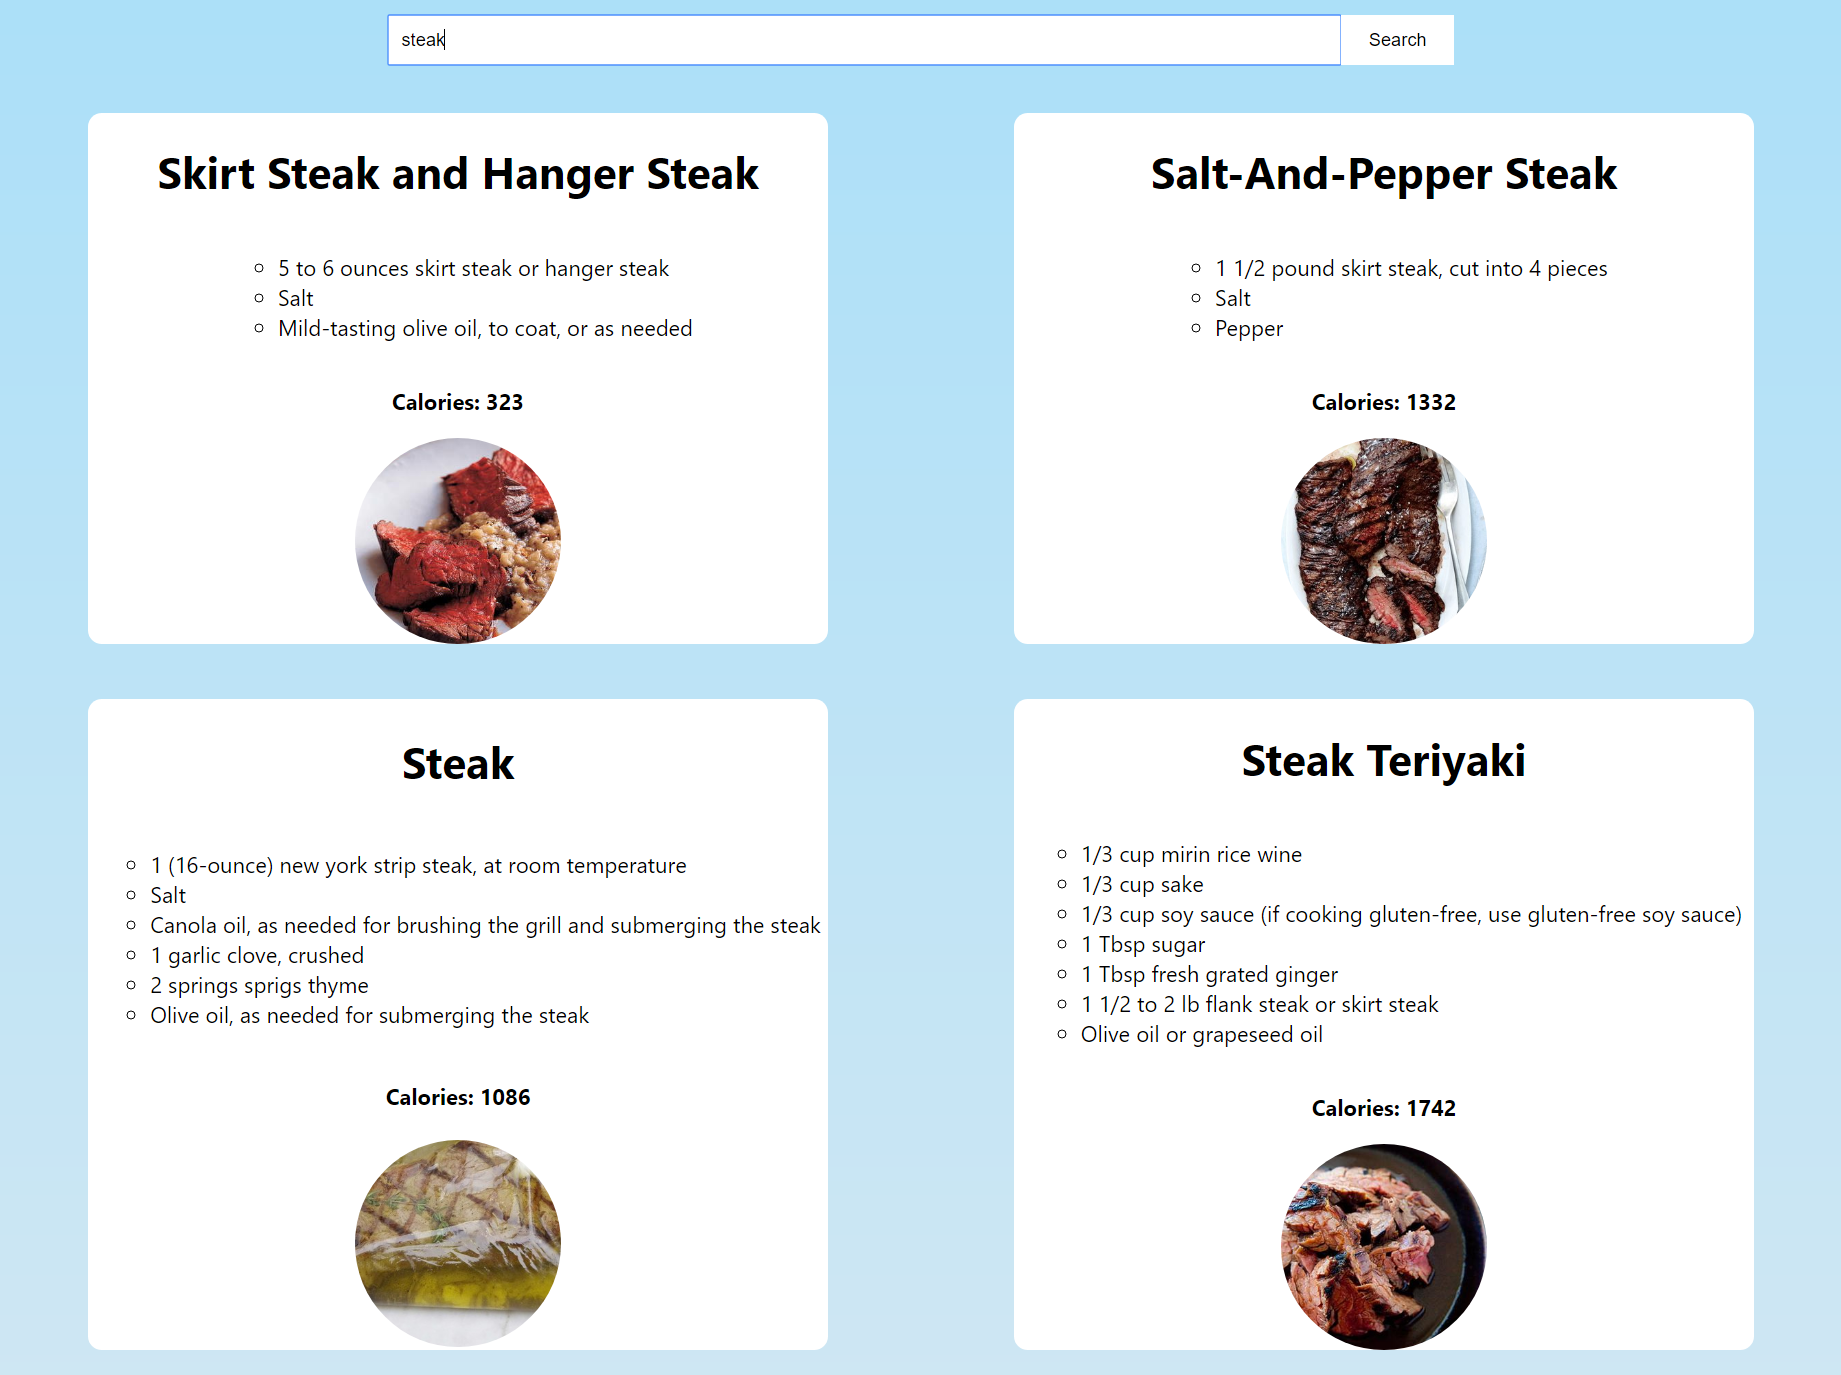 steak
Search
Skirt Steak and Hanger Steak
5 to 6 ounces skirt steak or hanger steak
Salt
Mild-tasting olive oil, to coat, or as needed
Calories: 323
Salt-And-Pepper Steak
1 1/2 pound skirt steak, cut into 4 pieces
Salt
Pepper
Calories: 1332
Steak
1 (16-ounce) new york strip steak, at room temperature
Salt
Canola oil, as needed for brushing the grill and submerging the steak
1 garlic clove, crushed
2 springs sprigs thyme
Olive oil, as needed for submerging the steak
Calories: 1086
Steak Teriyaki
1/3 cup mirin rice wine
1/3 cup sake
1/3 cup soy sauce (if cooking gluten-free, use gluten-free soy sauce)
1 Tbsp sugar
1 Tbsp fresh grated ginger
1 1/2 to 2 lb flank steak or skirt steak
Olive oil or grapeseed oil
Calories: 1742